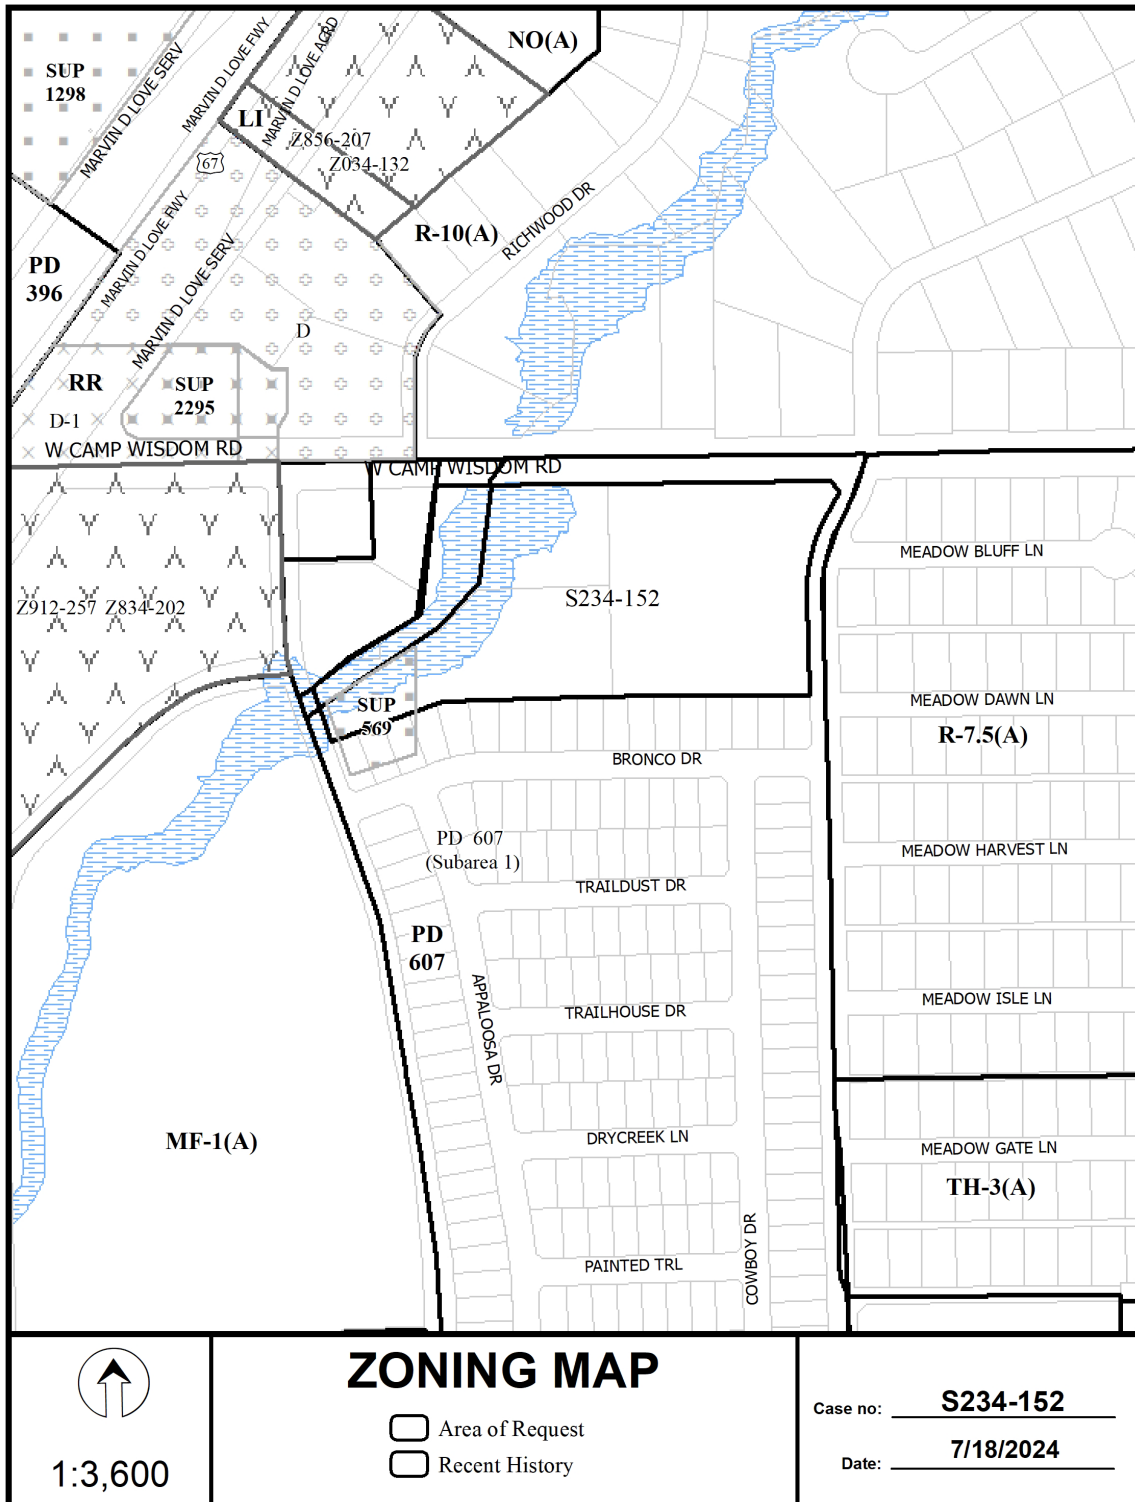 NO(A)
SUP
1298
MARVIN D LOVE SERV
MARVIN D LOVE FWY
MARVIN D LOVE ACRD
LI
Z856-207
Z034-132
67
RICHWOOD DR
R-10(A)
MARVIN D LOVE FWY
MARVIN D LOVE SERV
PD
396
D
RR
SUP
2295
D-1
W CAMP WISDOM RD
W CAMP WISDOM RD
MEADOW BLUFF LN
Z912-257
Z834-202
S234-152
MEADOW DAWN LN
SUP
569
R-7.5(A)
BRONCO DR
PD 607
(Subarea 1)
MEADOW HARVEST LN
TRAILDUST DR
PD
607
APPALOOSA DR
MEADOW ISLE LN
TRAILHOUSE DR
MF-1(A)
DRYCREEK LN
MEADOW GATE LN
TH-3(A)
COWBOY DR
PAINTED TRL
1:3,600
ZONING MAP
Area of Request
Recent History
Case no: S234-152
Date: 7/18/2024